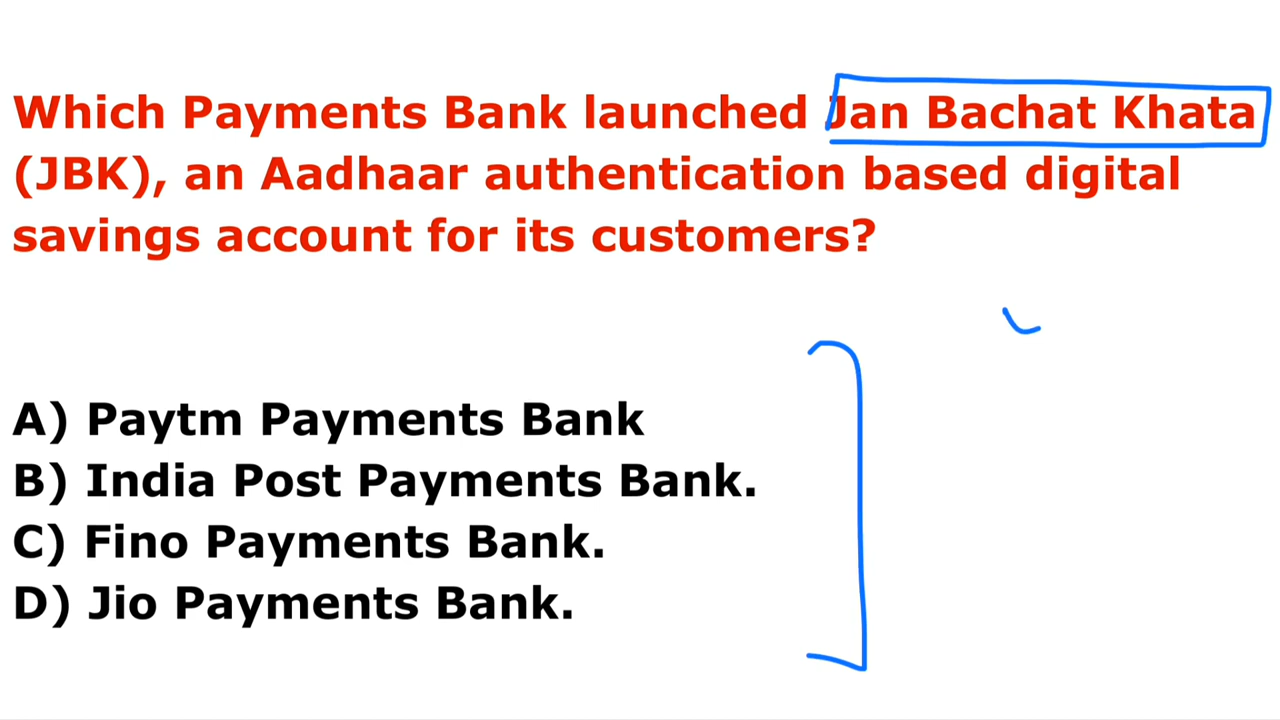 Which Payments Bank launched Jan Bachat Khata
(JBK), an Aadhaar authentication based digital
savings account for its customers?
A) Paytm Payments Bank
B) India Post Payments Bank.
C) Fino Payments Bank.
D) Jio Payments Bank.